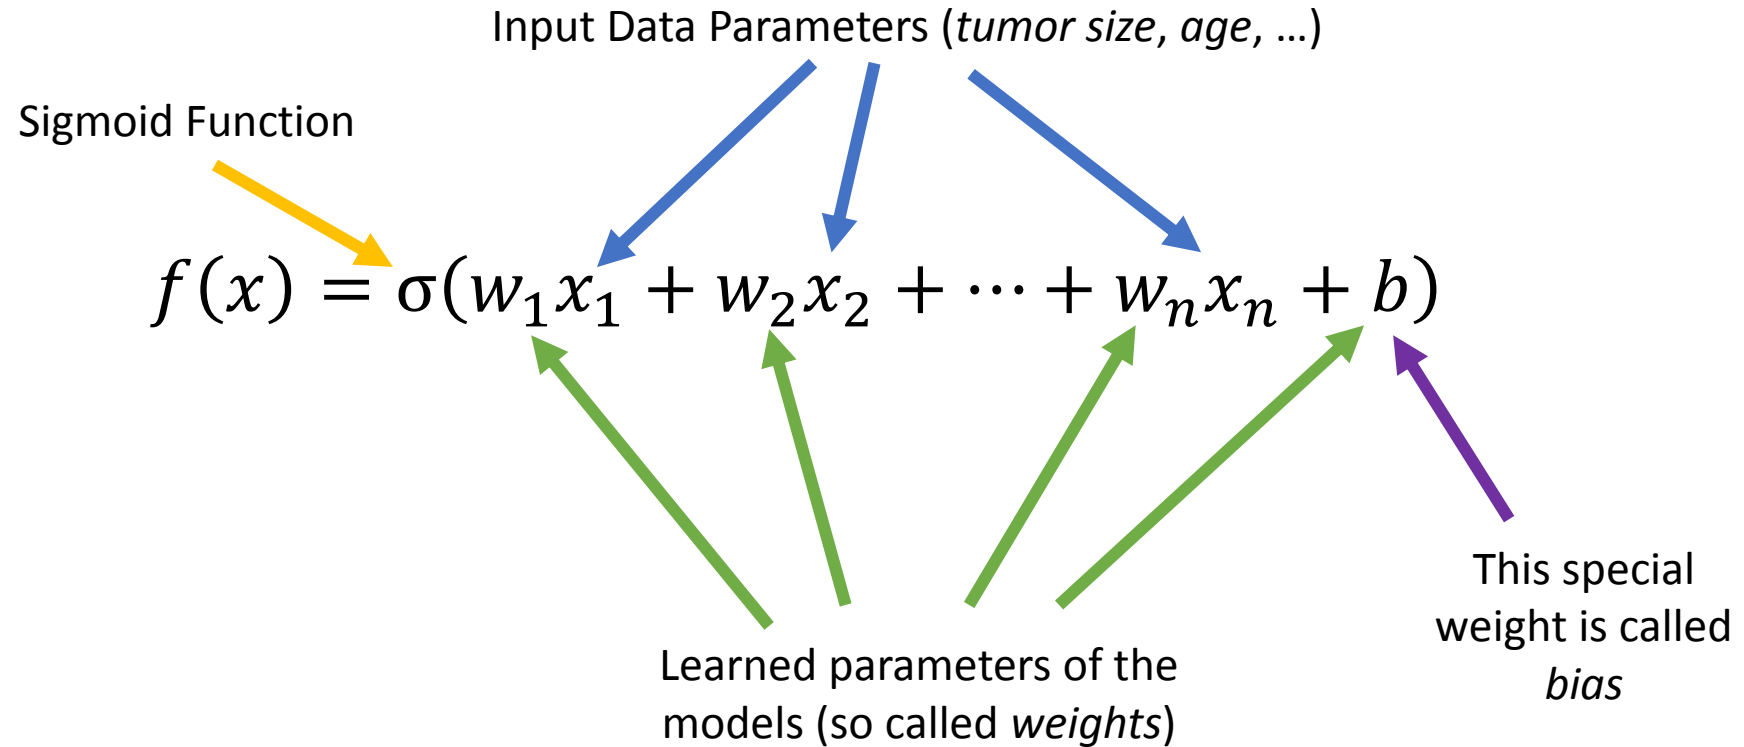 Input Data Parameters (tumor size, age, …)
Sigmoid Function
f(x) = σ(w₁x₁ + w₂x₂ + ⋯ + wₙxₙ + b)
Learned parameters of the
models (so called weights)
This special
weight is called
bias